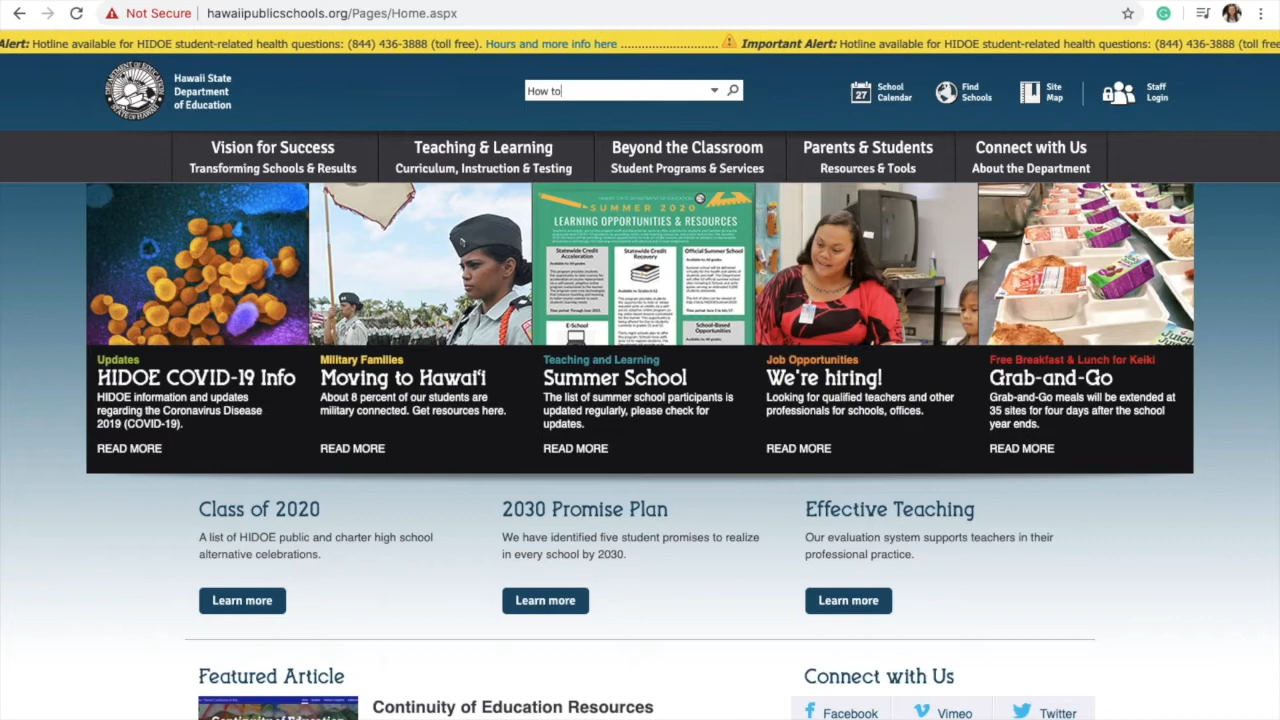 Not Secure
hawaiipublicschools.org/Pages/Home.aspx
Alert: Hotline available for HIDOE student-related health questions: (844) 436-3888 (toll free). Hours and more info here .......................... Important Alert: Hotline available for HIDOE student-related health questions: (844) 436-3888 (toll free
Hawaii State
Department
of Education
How to
27
School
Calendar
Find
Schools
Site
Map
Staff
Login
Vision for Success
Transforming Schools & Results
Teaching & Learning
Curriculum, Instruction & Testing
Beyond the Classroom
Student Programs & Services
Parents & Students
Resources & Tools
Connect with Us
About the Department
SUMMER 2020
LEARNING OPPORTUNITIES & RESOURCES
Statewide Credit
Acceleration
Statewide Credit
Recovery
Official Summer School
E-School
School-Based
Opportunities
Updates
HIDOE COVID-19 Info
HIDOE information and updates
regarding the Coronavirus Disease
2019 (COVID-19).
READ MORE
Military Families
Moving to Hawai‘i
About 8 percent of our students are
military connected. Get resources here.
READ MORE
Teaching and Learning
Summer School
The list of summer school participants is
updated regularly, please check for
updates.
READ MORE
Job Opportunities
We're hiring!
Looking for qualified teachers and other
professionals for schools, offices.
READ MORE
Free Breakfast & Lunch for Keiki
Grab-and-Go
Grab-and-Go meals will be extended at
35 sites for four days after the school
year ends.
READ MORE
Class of 2020
A list of HIDOE public and charter high school
alternative celebrations.
Learn more
2030 Promise Plan
We have identified five student promises to realize
in every school by 2030.
Learn more
Effective Teaching
Our evaluation system supports teachers in their
professional practice.
Learn more
Featured Article
Continuity of Education Resources
Connect with Us
Facebook
Vimeo
Twitter